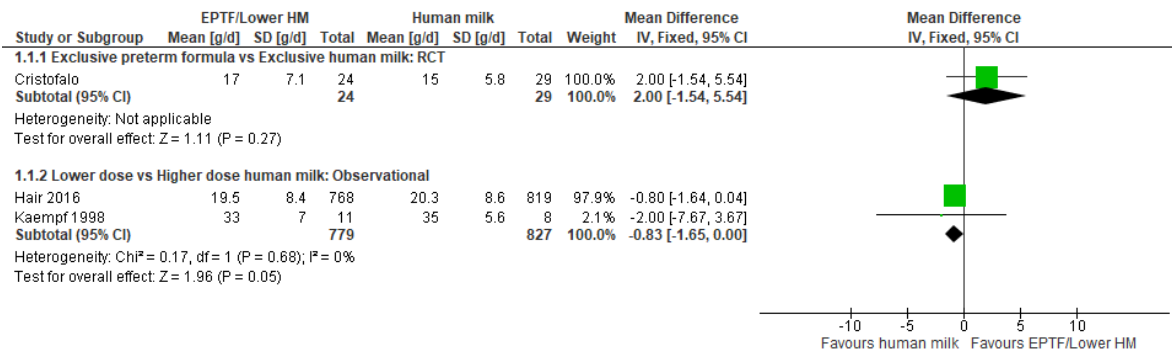 EPTF/Lower HM Human milk Mean Difference Mean Difference
Study or Subgroup Mean [g/d] SD [g/d] Total Mean [g/d] SD [g/d] Total Weight IV, Fixed, 95% CI IV, Fixed, 95% CI
1.1.1 Exclusive preterm formula vs Exclusive human milk: RCT
Cristofalo 17 7.1 24 15 5.8 29 100.0% 2.00 [-1.54, 5.54]
Subtotal (95% CI) 24 29 100.0% 2.00 [-1.54, 5.54]
Heterogeneity: Not applicable
Test for overall effect: Z = 1.11 (P = 0.27)
1.1.2 Lower dose vs Higher dose human milk: Observational
Hair 2016 19.5 8.4 768 20.3 8.6 819 97.9% -0.80 [-1.64, 0.04]
Kaempf 1998 33 7 11 35 5.6 8 2.1% -2.00 [-7.67, 3.67]
Subtotal (95% CI) 779 827 100.0% -0.83 [-1.65, 0.00]
Heterogeneity: Chi² = 0.17, df = 1 (P = 0.68); I² = 0%
Test for overall effect: Z = 1.96 (P = 0.05)
-10 -5 0 5 10
Favours human milk Favours EPTF/Lower HM